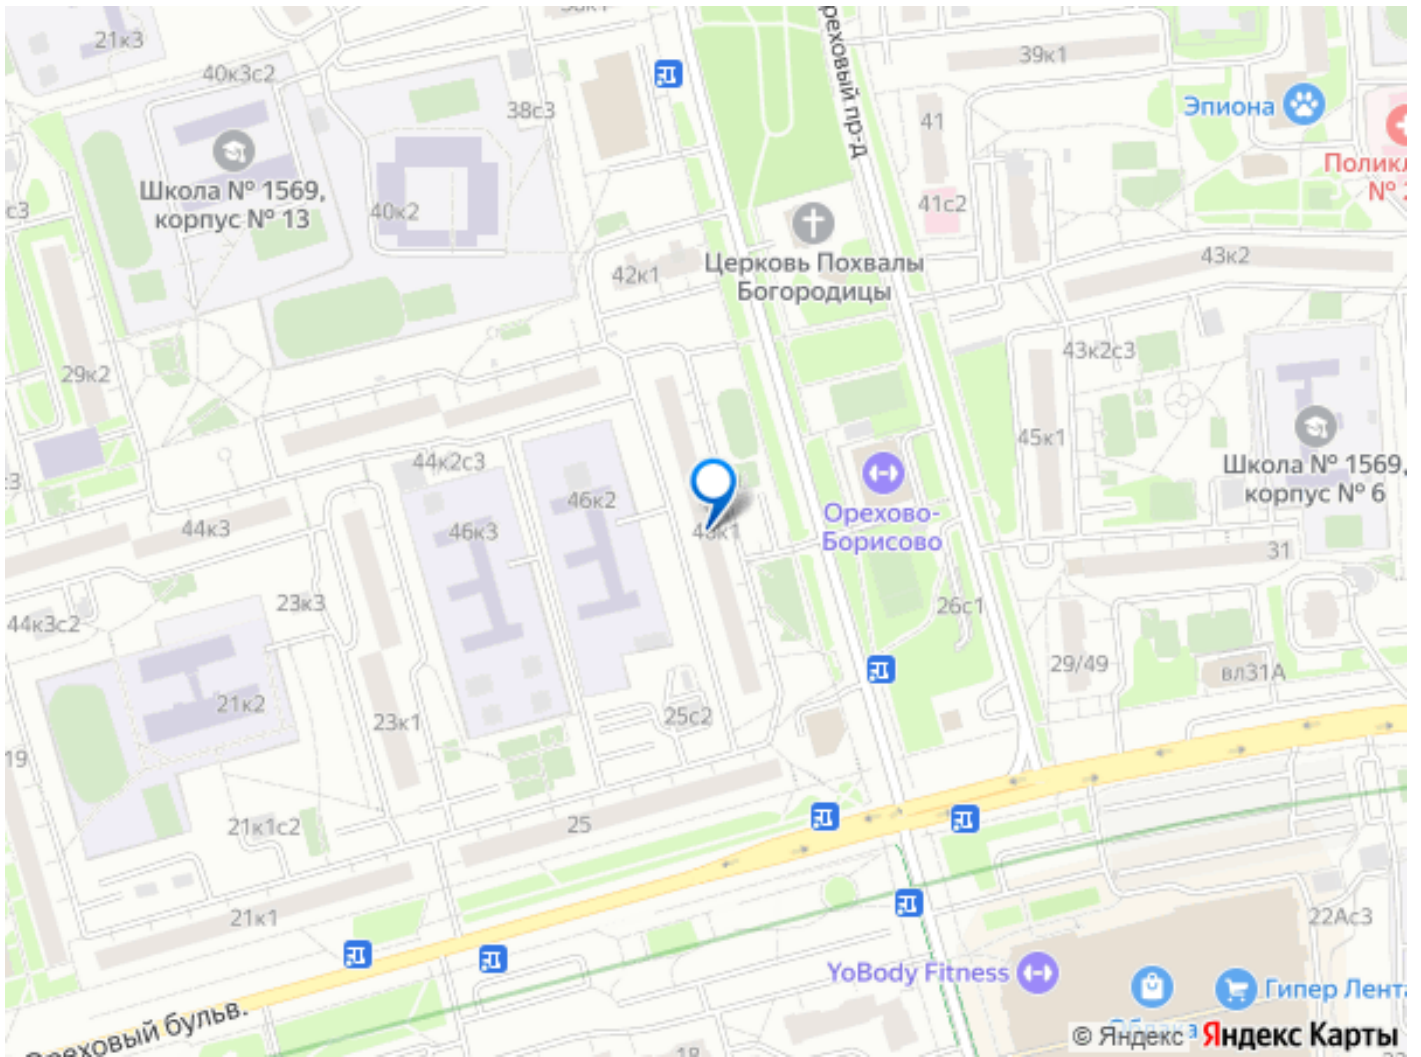 21к3
40к3с2
38с3
39к1
Ореховый пр-д
Эпиона
41
Школа № 1569,
корпус № 13
40к2
41с2
с3
42к1
Церковь Похвалы
Богородицы
43к2
29к2
43к2с3
45к1
Школа № 1569,
корпус № 6
44к2с3
46к2
44к3
46к3
Орехово-
Борисово
31
23к3
26с1
44к3с2
29/49
вл31А
21к2
23к1
25с2
19
21к1с2
25
21к1
22Ас3
YoBody Fitness
Гипер Лента
Ореховый бульв.
Облака
© Яндекс Яндекс Карты
18